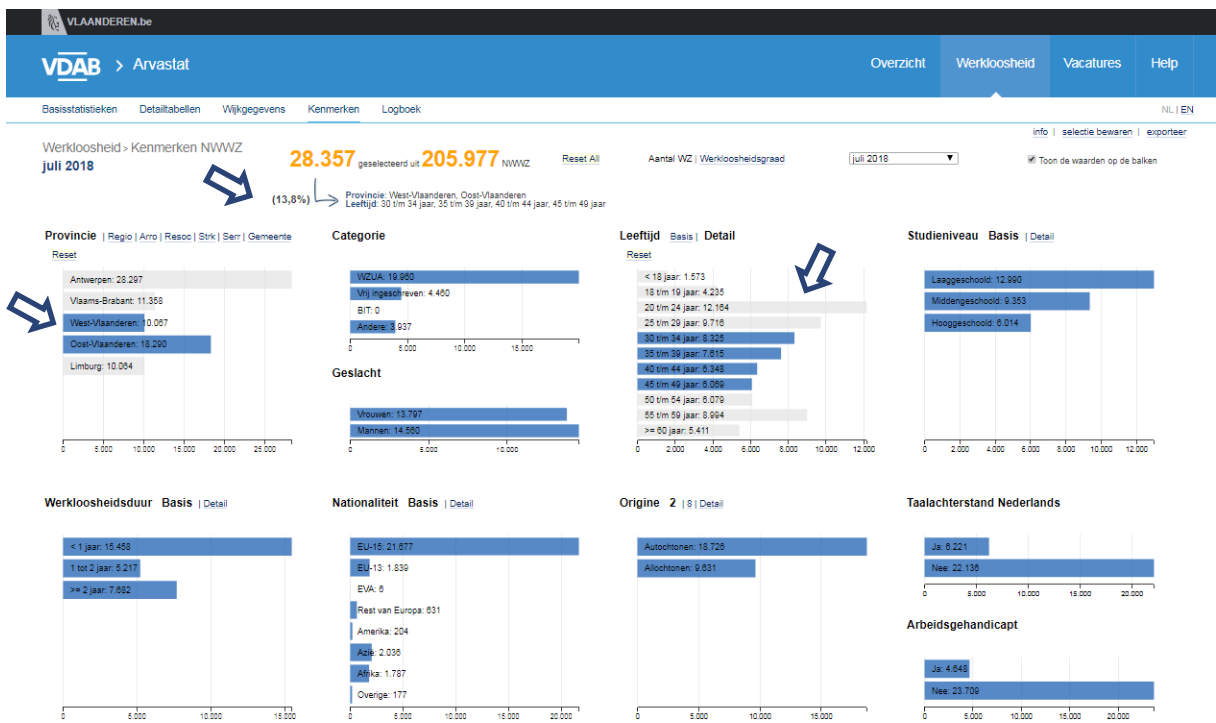 VLAANDEREN.be
VDAB > Arvastat
Overzicht Werkloosheid Vacatures Help
Basisstatistieken Detailtabellen Wijkgegevens Kenmerken Logboek NL | EN
info | selectie bewaren | exporteer
Werkloosheid > Kenmerken NWWZ
juli 2018
28.357 geselecteerd uit 205.977 NWWZ Reset All Aantal WZ | Werkloosheidsgraad juli 2018 Toon de waarden op de balken
(13,8%)
Provincie: West-Vlaanderen, Oost-Vlaanderen
Leeftijd: 30 t/m 34 jaar, 35 t/m 39 jaar, 40 t/m 44 jaar, 45 t/m 49 jaar
Provincie | Regio | Arro | Resoc | Strk | Serr | Gemeente
Reset
Antwerpen: 28.297
Vlaams-Brabant: 11.358
West-Vlaanderen: 10.067
Oost-Vlaanderen: 18.290
Limburg: 10.064
0 5.000 10.000 15.000 20.000 25.000
Categorie
WZUA: 19.960
Vrij ingeschreven: 4.460
BIT: 0
Andere: 3.937
0 5.000 10.000 15.000
Geslacht
Vrouwen: 13.797
Mannen: 14.560
0 5.000 10.000
Leeftijd Basis | Detail
Reset
< 18 jaar: 1.573
18 t/m 19 jaar: 4.235
20 t/m 24 jaar: 12.164
25 t/m 29 jaar: 9.716
30 t/m 34 jaar: 8.325
35 t/m 39 jaar: 7.615
40 t/m 44 jaar: 6.348
45 t/m 49 jaar: 6.069
50 t/m 54 jaar: 6.079
55 t/m 59 jaar: 8.994
>= 60 jaar: 5.411
0 2.000 4.000 6.000 8.000 10.000 12.000
Studieniveau Basis | Detail
Laaggeschoold: 12.990
Middengeschoold: 9.353
Hooggeschoold: 6.014
0 2.000 4.000 6.000 8.000 10.000 12.000
Werkloosheidsduur Basis | Detail
< 1 jaar: 15.458
1 tot 2 jaar: 5.217
>= 2 jaar: 7.682
0 5.000 10.000 15.000
Nationaliteit Basis | Detail
EU-15: 21.677
EU-13: 1.839
EVA: 6
Rest van Europa: 631
Amerika: 204
Azië: 2.036
Afrika: 1.787
Overige: 177
0 5.000 10.000 15.000 20.000
Origine 2 | 8 | Detail
Autochtonen: 18.726
Allochtonen: 9.631
0 5.000 10.000 15.000
Taalachterstand Nederlands
Ja: 6.221
Nee: 22.136
0 5.000 10.000 15.000 20.000
Arbeidsgehandicapt
Ja: 4.648
Nee: 23.709
0 5.000 10.000 15.000 20.000